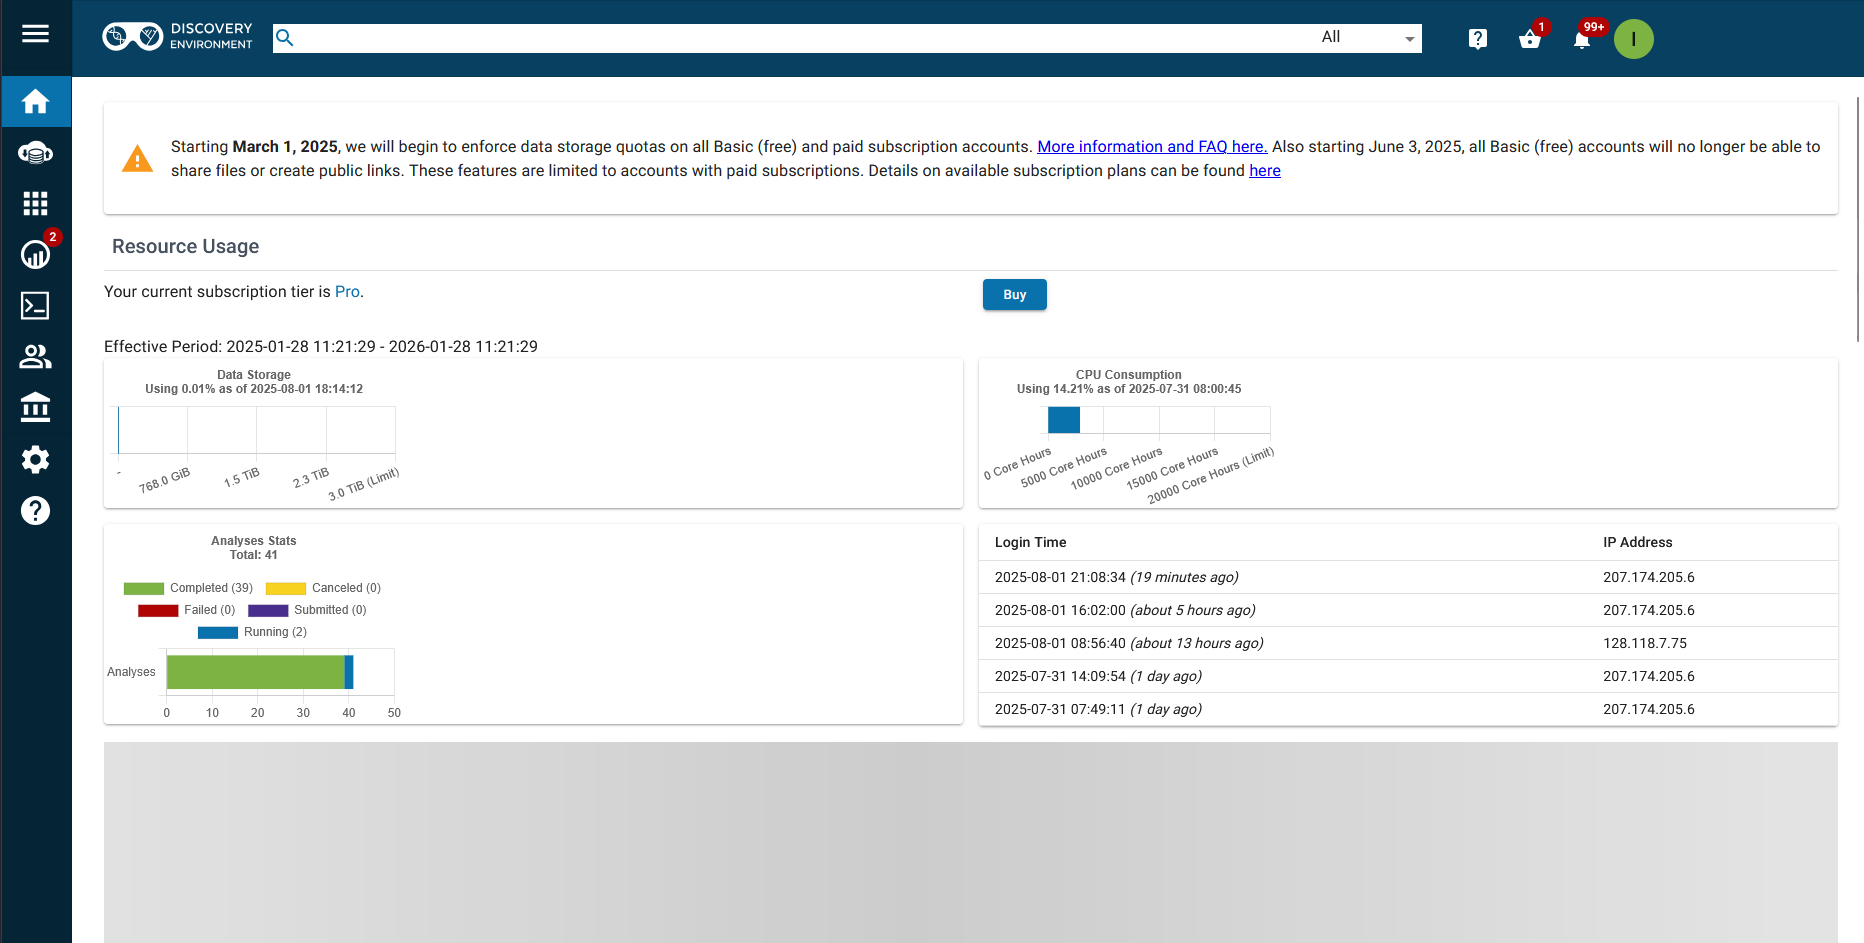 DISCOVERY
ENVIRONMENT
All
1
99+
I
Starting March 1, 2025, we will begin to enforce data storage quotas on all Basic (free) and paid subscription accounts. More information and FAQ here. Also starting June 3, 2025, all Basic (free) accounts will no longer be able to
share files or create public links. These features are limited to accounts with paid subscriptions. Details on available subscription plans can be found here
2
Resource Usage
Your current subscription tier is Pro.
Buy
Effective Period: 2025-01-28 11:21:29 - 2026-01-28 11:21:29
Data Storage
Using 0.01% as of 2025-08-01 18:14:12
-
768.0 GiB
1.5 TiB
2.3 TiB
3.0 TiB (Limit)
CPU Consumption
Using 14.21% as of 2025-07-31 08:00:45
0 Core Hours
5000 Core Hours
10000 Core Hours
15000 Core Hours
20000 Core Hours (Limit)
Analyses Stats
Total: 41
Completed (39)
Canceled (0)
Failed (0)
Submitted (0)
Running (2)
Analyses
0 10 20 30 40 50
Login Time IP Address
2025-08-01 21:08:34 (19 minutes ago) 207.174.205.6
2025-08-01 16:02:00 (about 5 hours ago) 207.174.205.6
2025-08-01 08:56:40 (about 13 hours ago) 128.118.7.75
2025-07-31 14:09:54 (1 day ago) 207.174.205.6
2025-07-31 07:49:11 (1 day ago) 207.174.205.6